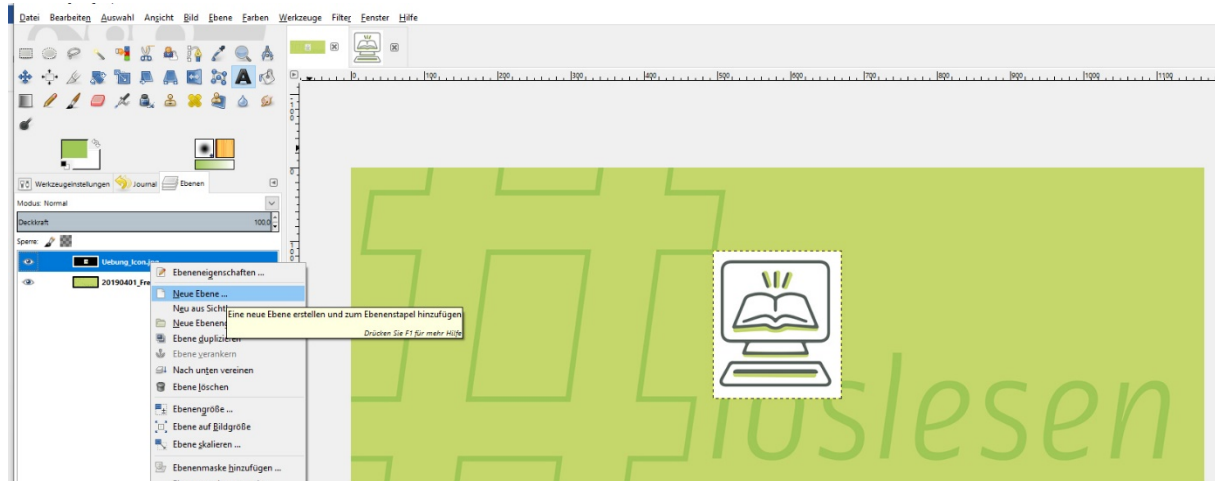 Datei Bearbeiten Auswahl Ansicht Bild Ebene Farben Werkzeuge Filter Fenster Hilfe
0 100 200 300 400 500 600 700 800 900 1000 1100
Werkzeugeinstellungen Journal Ebenen
Modus: Normal
Deckkraft 100.0
Sperre:
Uebung_Icon.jpg
Ebeneneigenschaften ...
20190401_Fre
Neue Ebene ...
Neu aus Sicht
Eine neue Ebene erstellen und zum Ebenenstapel hinzufügen
Neue Ebeneng
Drücken Sie F1 für mehr Hilfe
Ebene duplizieren
Ebene verankern
Nach unten vereinen
Ebene löschen
Ebenengröße ...
Ebene auf Bildgröße
Ebene skalieren ...
Ebenenmaske hinzufügen ...
#loslesen